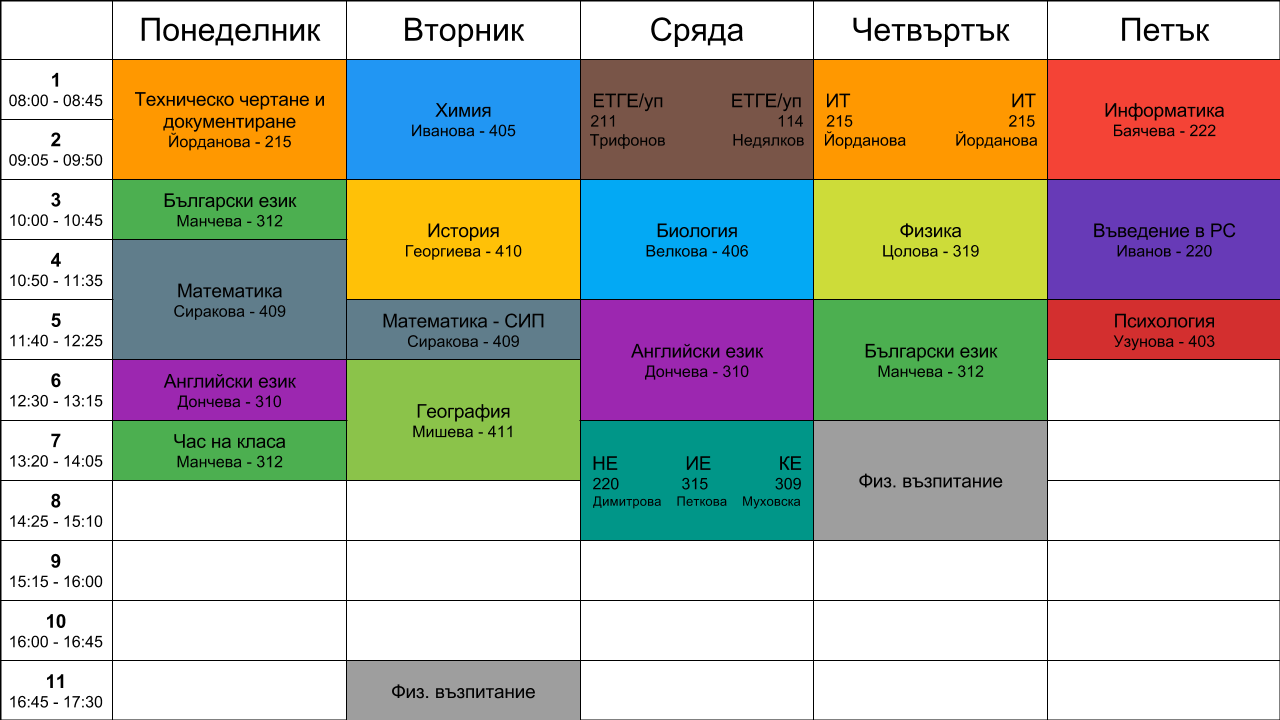 Понеделник
Вторник
Сряда
Четвъртък
Петък
1
08:00 - 08:45
2
09:05 - 09:50
3
10:00 - 10:45
4
10:50 - 11:35
5
11:40 - 12:25
6
12:30 - 13:15
7
13:20 - 14:05
8
14:25 - 15:10
9
15:15 - 16:00
10
16:00 - 16:45
11
16:45 - 17:30
Техническо чертане и
документиране
Йорданова - 215
Български език
Манчева - 312
Математика
Сиракова - 409
Английски език
Дончева - 310
Час на класа
Манчева - 312
Химия
Иванова - 405
История
Георгиева - 410
Математика - СИП
Сиракова - 409
География
Мишева - 411
Физ. възпитание
ЕТГЕ/уп ЕТГЕ/уп
211 114
Трифонов Недялков
Биология
Велкова - 406
Английски език
Дончева - 310
НЕ ИЕ КЕ
220 315 309
Димитрова Петкова Муховска
ИТ ИТ
215 215
Йорданова Йорданова
Физика
Цолова - 319
Български език
Манчева - 312
Физ. възпитание
Информатика
Баячева - 222
Въведение в РС
Иванов - 220
Психология
Узунова - 403